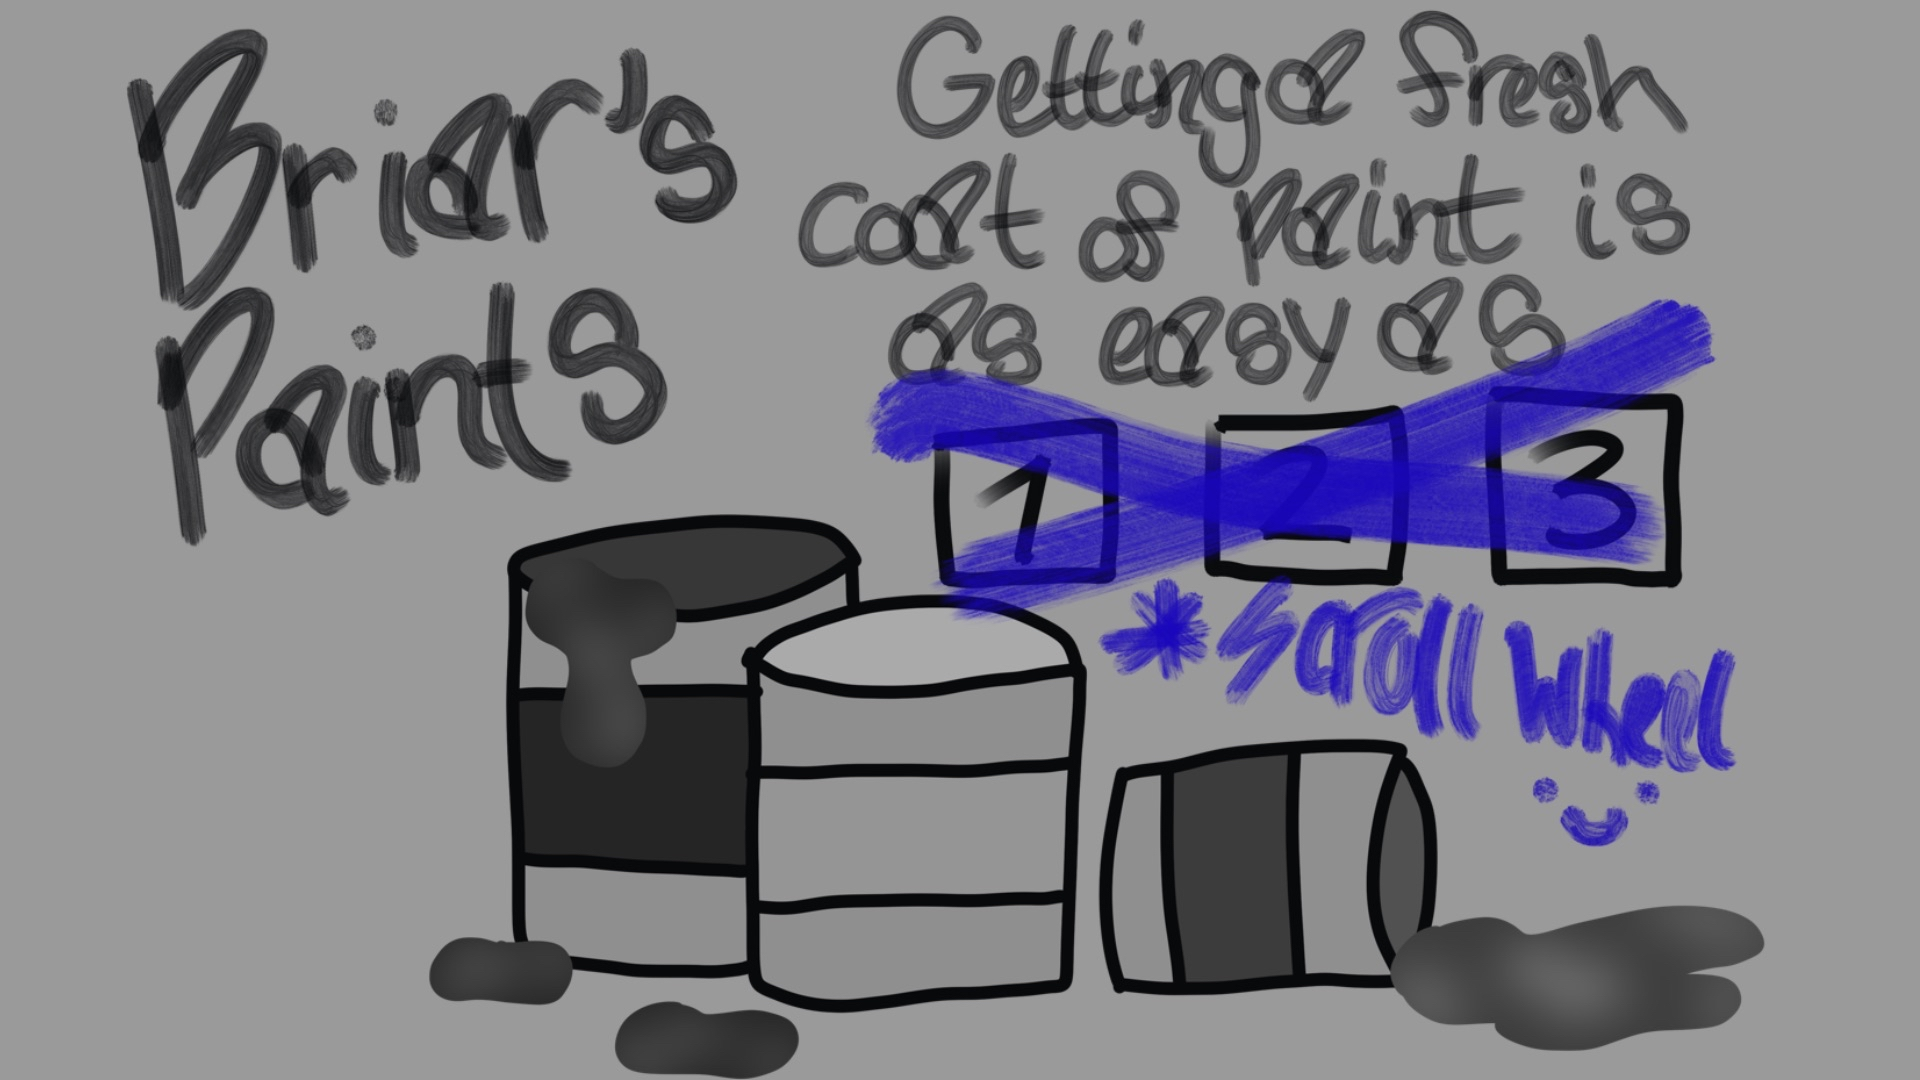 Briar's
Paints
Getting a fresh
coat of paint is
as easy as
1 2 3
*Scroll Wheel